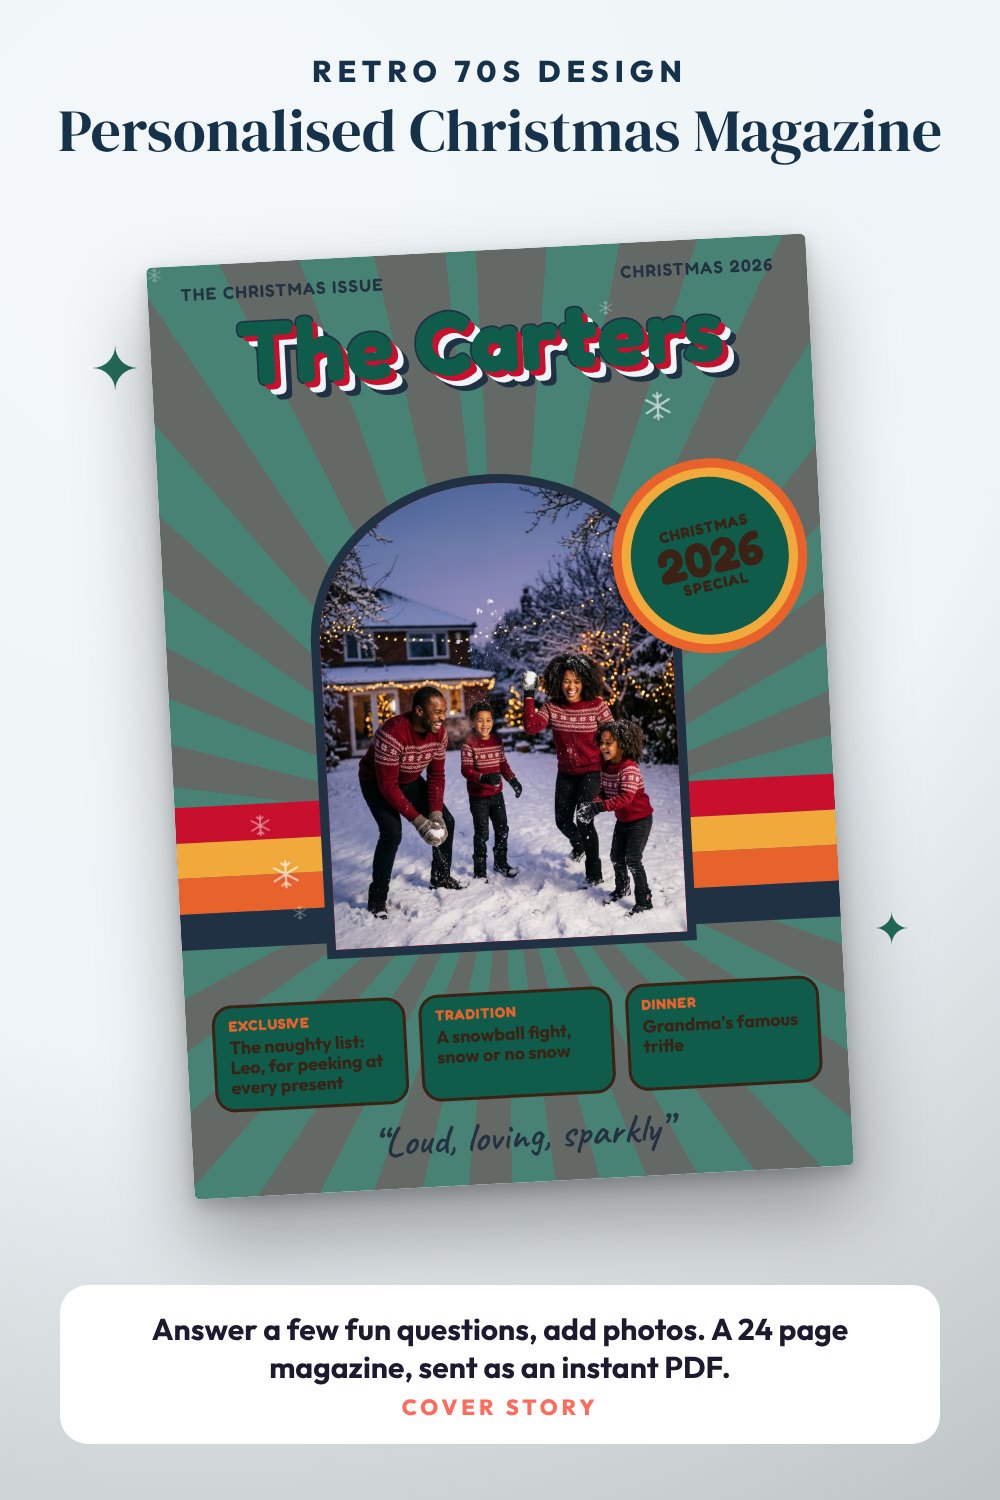 RETRO 70S DESIGN
Personalised Christmas Magazine
THE CHRISTMAS ISSUE
CHRISTMAS 2026
The Carters
CHRISTMAS
2026
SPECIAL
EXCLUSIVE
The naughty list:
Leo, for peeking at
every present
TRADITION
A snowball fight,
snow or no snow
DINNER
Grandma's famous
trifle
“Loud, loving, sparkly”
Answer a few fun questions, add photos. A 24 page
magazine, sent as an instant PDF.
COVER STORY